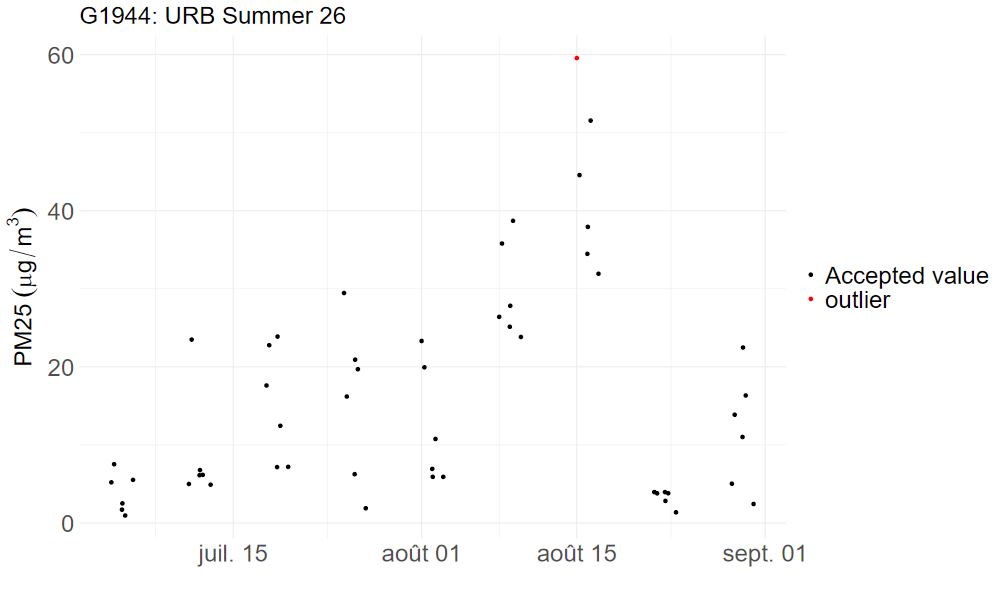 G1944: URB Summer 26
60
40
20
0
PM25 (μg/m³)
juil. 15
août 01
août 15
sept. 01
Accepted value
outlier